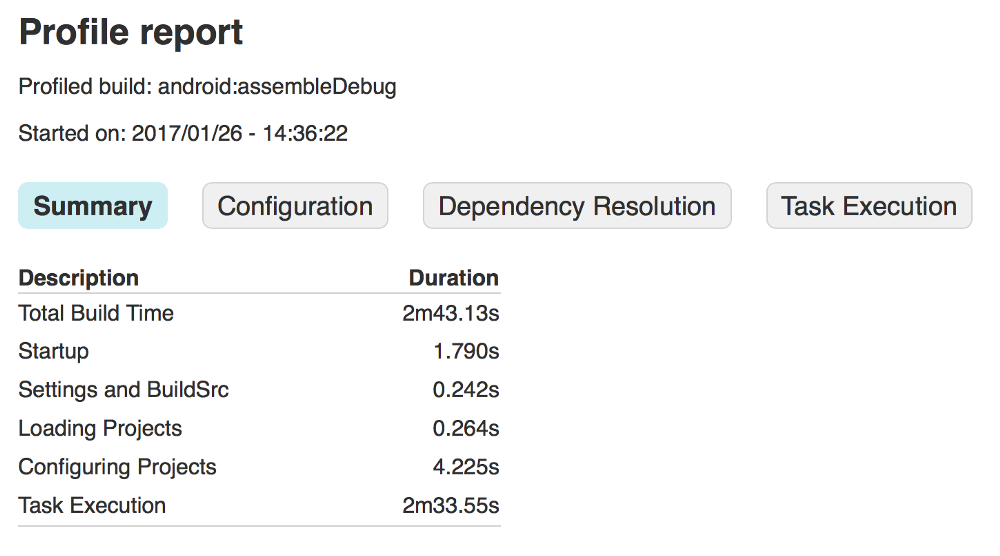 Profile report
Profiled build: android:assembleDebug
Started on: 2017/01/26 - 14:36:22
Summary Configuration Dependency Resolution Task Execution
Description Duration
Total Build Time 2m43.13s
Startup 1.790s
Settings and BuildSrc 0.242s
Loading Projects 0.264s
Configuring Projects 4.225s
Task Execution 2m33.55s